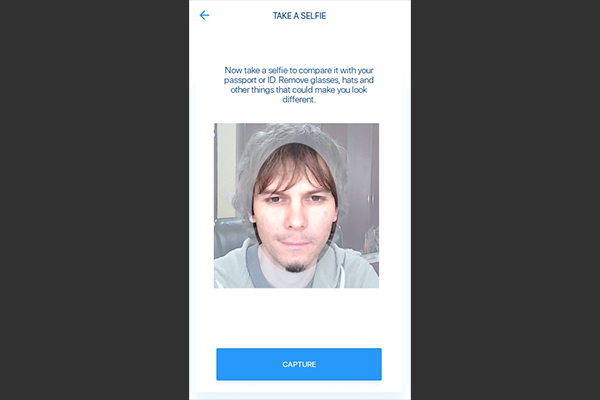 TAKE A SELFIE
Now take a selfie to compare it with your
passport or ID. Remove glasses, hats and
other things that could make you look
different.
CAPTURE